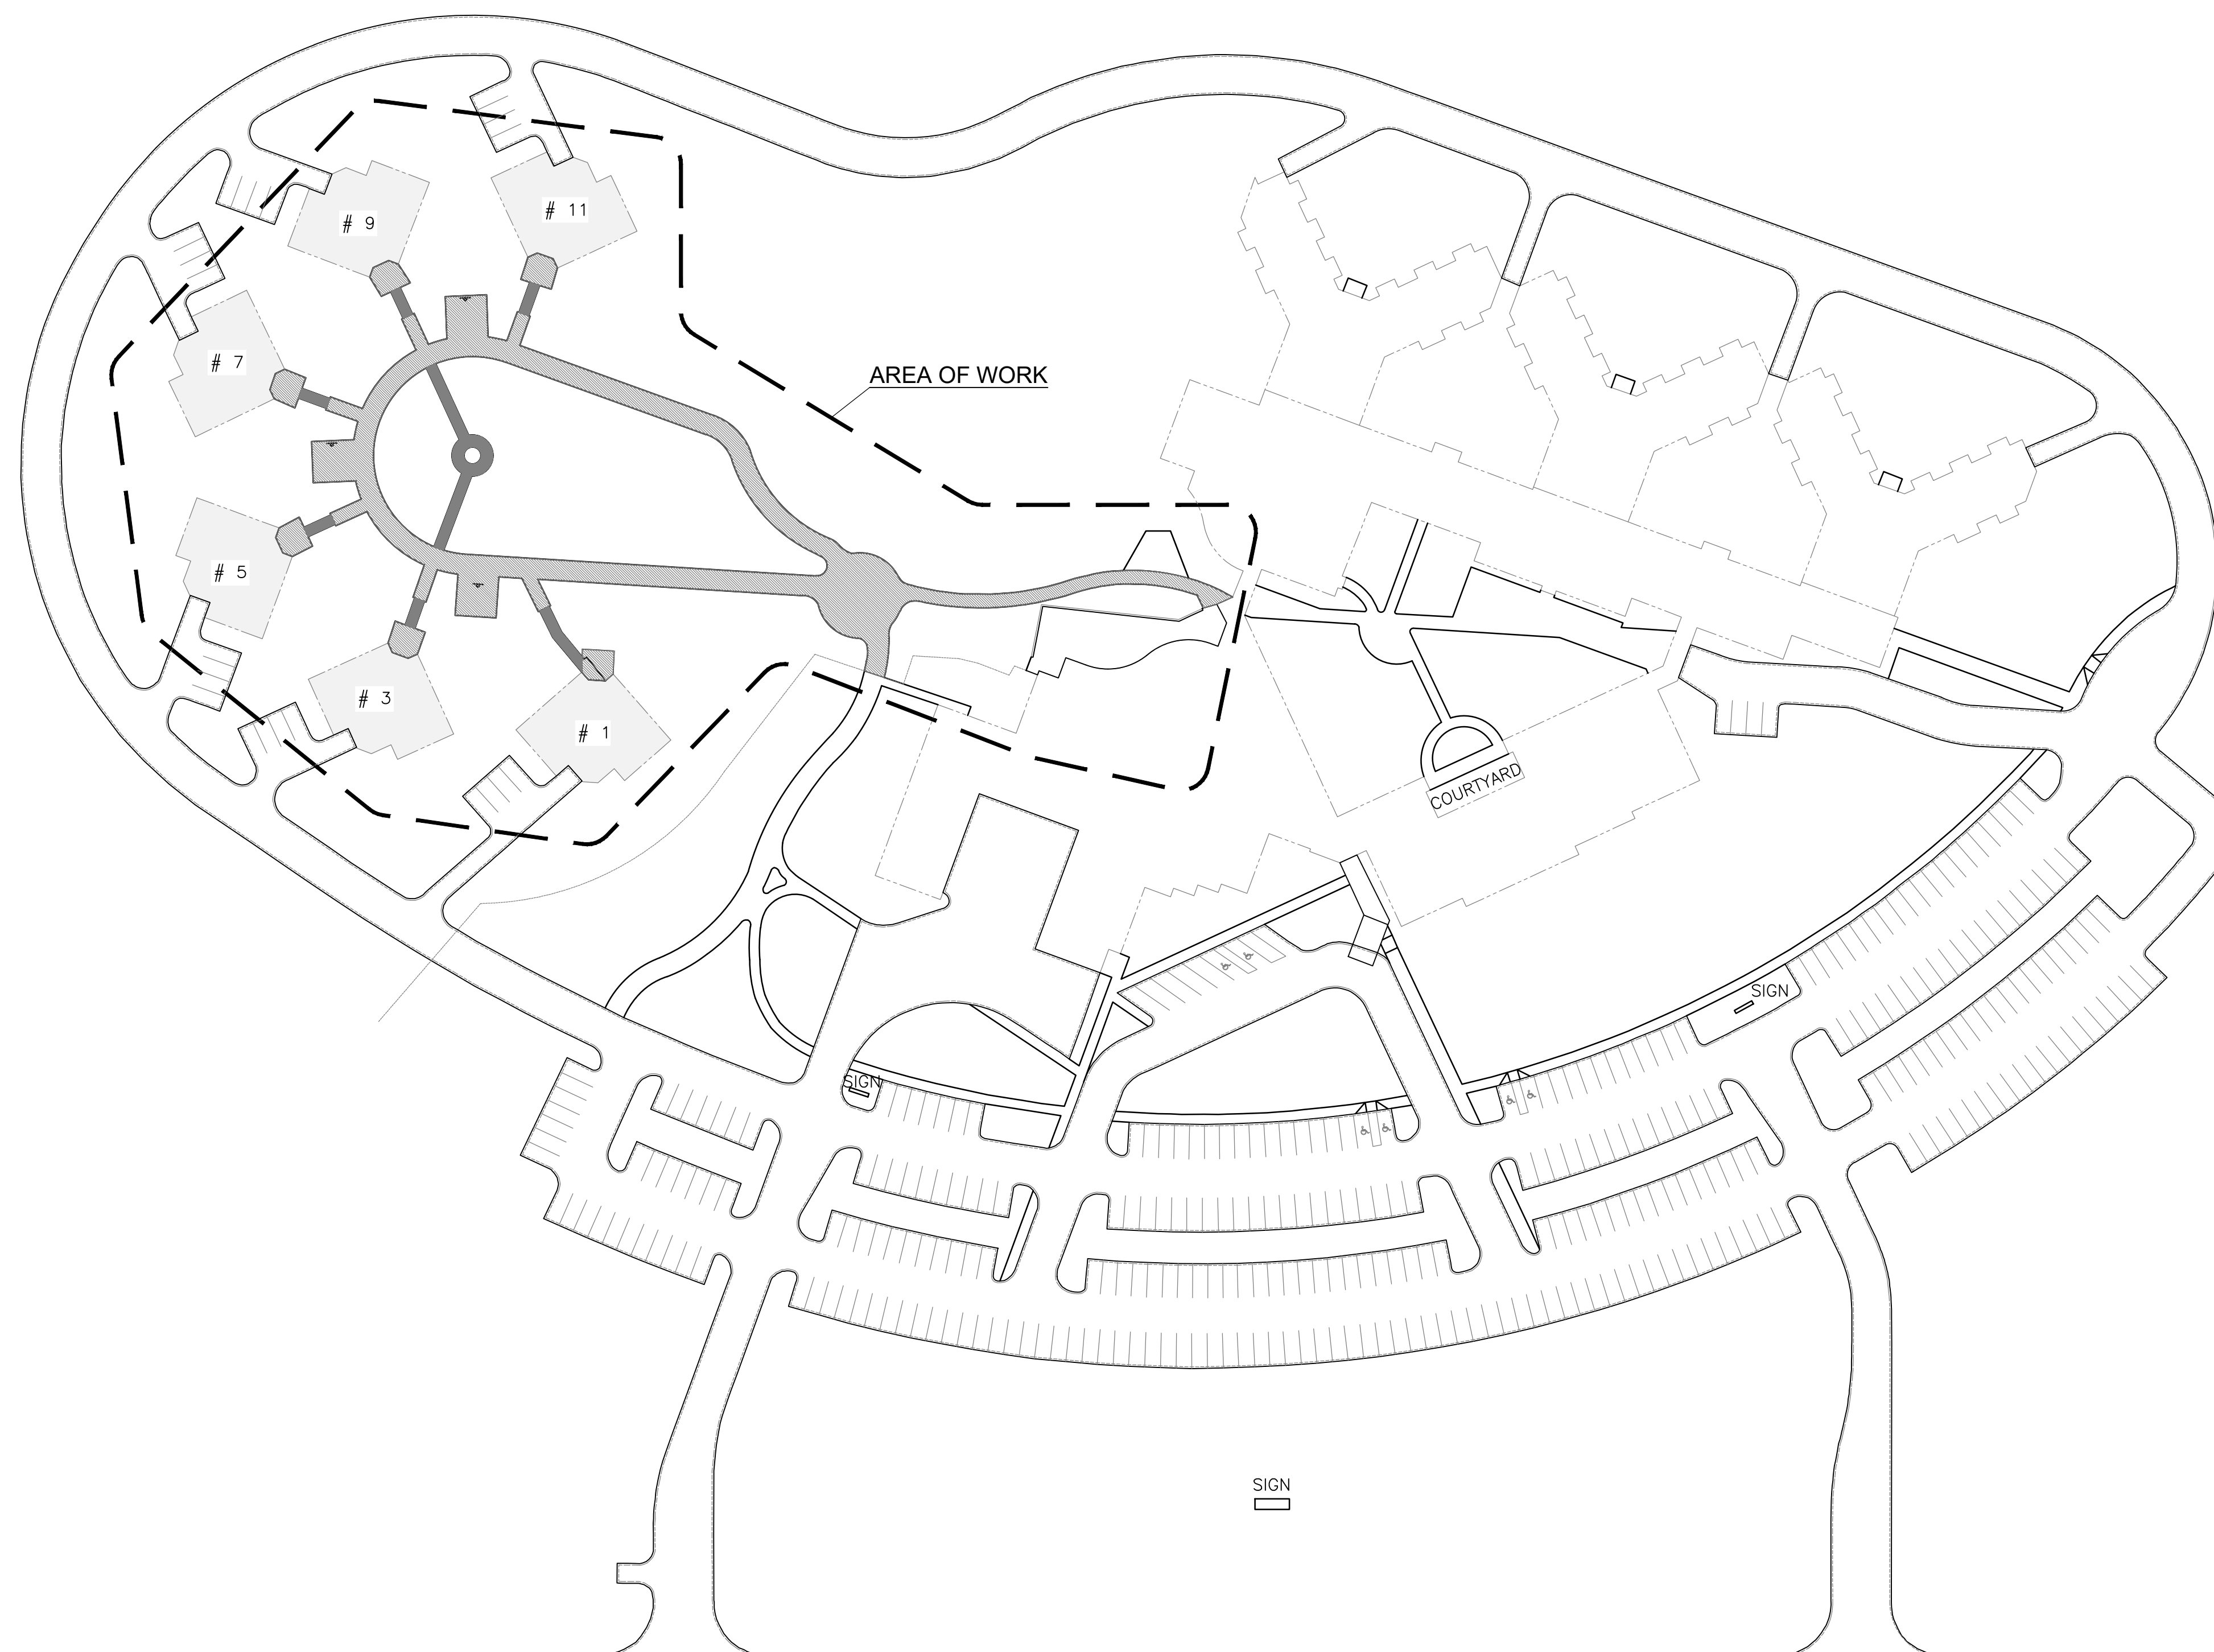 # 11
# 9
# 7
AREA OF WORK
# 5
# 3
# 1
COURTYARD
SIGN
SIGN
SIGN